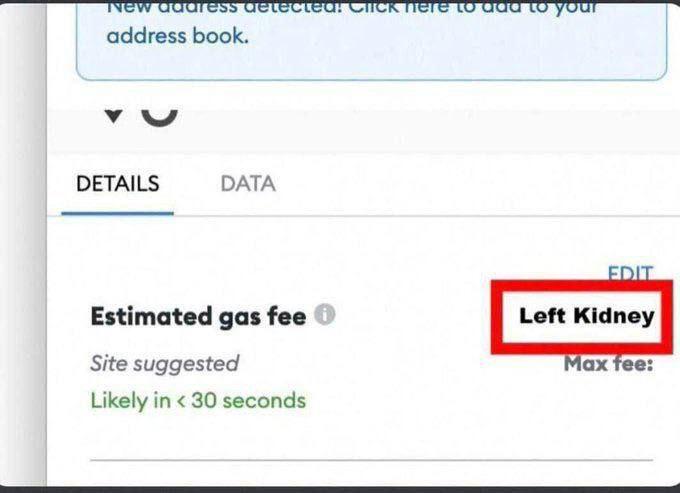 New address detected! Click here to add to your
address book.
DETAILS
DATA
EDIT
Estimated gas fee
Left Kidney
Site suggested
Max fee:
Likely in < 30 seconds